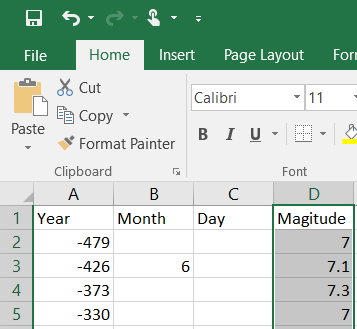 File Home Insert Page Layout For
Cut
Copy
Format Painter
Paste
Clipboard
Calibri 11
B I U
Font
A B C D
1 Year Month Day Magitude
2 -479 7
3 -426 6 7.1
4 -373 7.3
5 -330 7